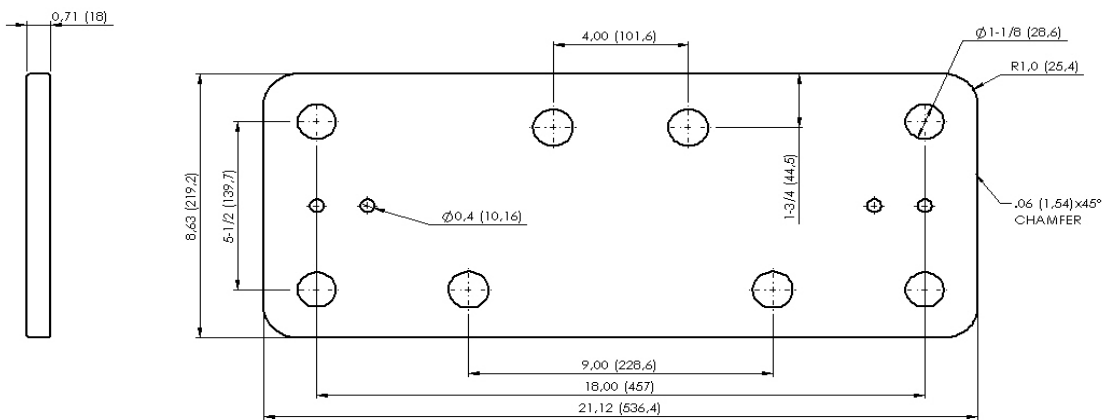 0,71 (18)
4,00 (101,6)
Ø1-1/8 (28,6)
R1,0 (25,4)
8,63 (219,2)
5-1/2 (139,7)
1-3/4 (44,5)
Ø0,4 (10,16)
.06 (1,54)x45°
CHAMFER
9,00 (228,6)
18,00 (457)
21,12 (536,4)